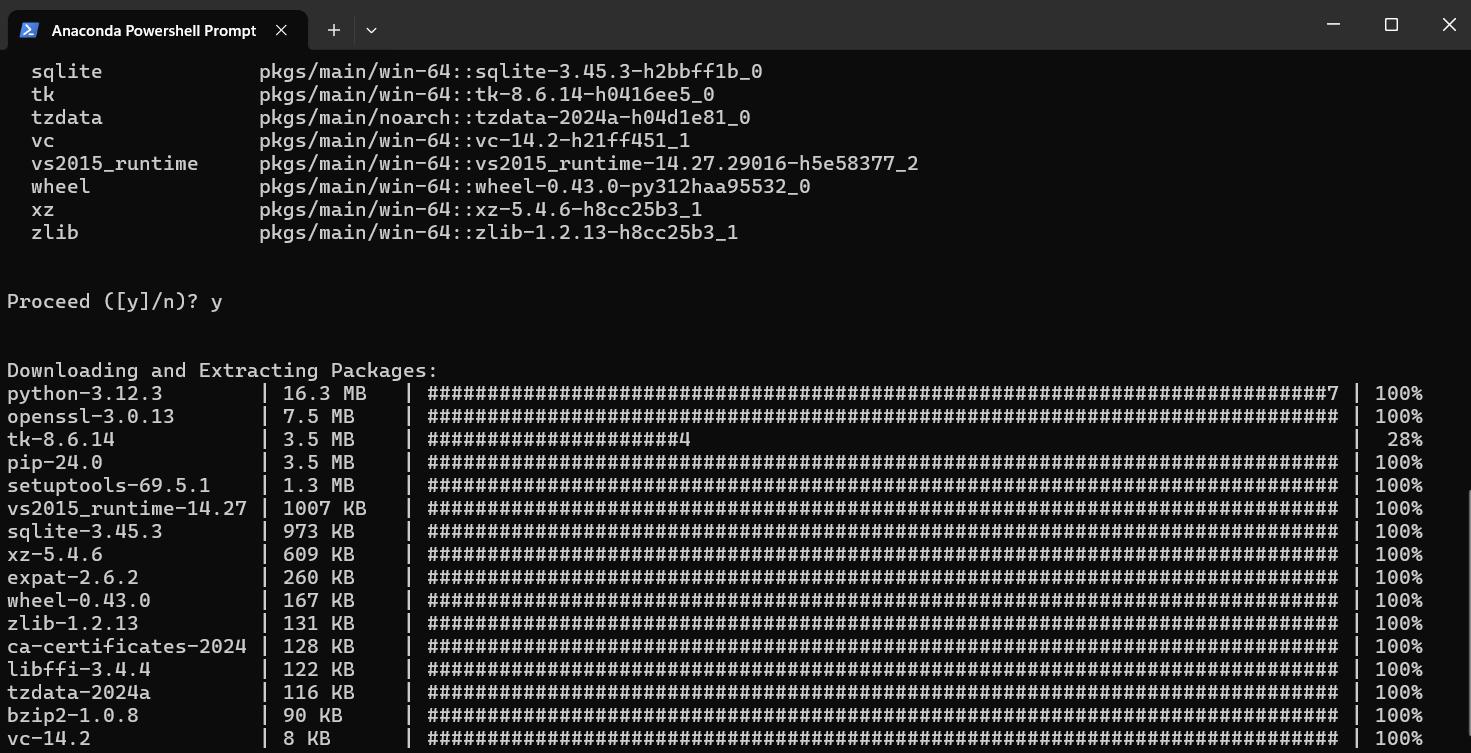 Anaconda Powershell Prompt
sqlite pkgs/main/win-64::sqlite-3.45.3-h2bbff1b_0
tk pkgs/main/win-64::tk-8.6.14-h0416ee5_0
tzdata pkgs/main/noarch::tzdata-2024a-h04d1e81_0
vc pkgs/main/win-64::vc-14.2-h21ff451_1
vs2015_runtime pkgs/main/win-64::vs2015_runtime-14.27.29016-h5e58377_2
wheel pkgs/main/win-64::wheel-0.43.0-py312haa95532_0
xz pkgs/main/win-64::xz-5.4.6-h8cc25b3_1
zlib pkgs/main/win-64::zlib-1.2.13-h8cc25b3_1
Proceed ([y]/n)? y
Downloading and Extracting Packages:
python-3.12.3 | 16.3 MB | ###########################################################################7 | 100%
openssl-3.0.13 | 7.5 MB | ############################################################################ | 100%
tk-8.6.14 | 3.5 MB | #####################4 | 28%
pip-24.0 | 3.5 MB | ############################################################################ | 100%
setuptools-69.5.1 | 1.3 MB | ############################################################################ | 100%
vs2015_runtime-14.27 | 1007 KB | ############################################################################ | 100%
sqlite-3.45.3 | 973 KB | ############################################################################ | 100%
xz-5.4.6 | 609 KB | ############################################################################ | 100%
expat-2.6.2 | 260 KB | ############################################################################ | 100%
wheel-0.43.0 | 167 KB | ############################################################################ | 100%
zlib-1.2.13 | 131 KB | ############################################################################ | 100%
ca-certificates-2024 | 128 KB | ############################################################################ | 100%
libffi-3.4.4 | 122 KB | ############################################################################ | 100%
tzdata-2024a | 116 KB | ############################################################################ | 100%
bzip2-1.0.8 | 90 KB | ############################################################################ | 100%
vc-14.2 | 8 KB | ############################################################################ | 100%